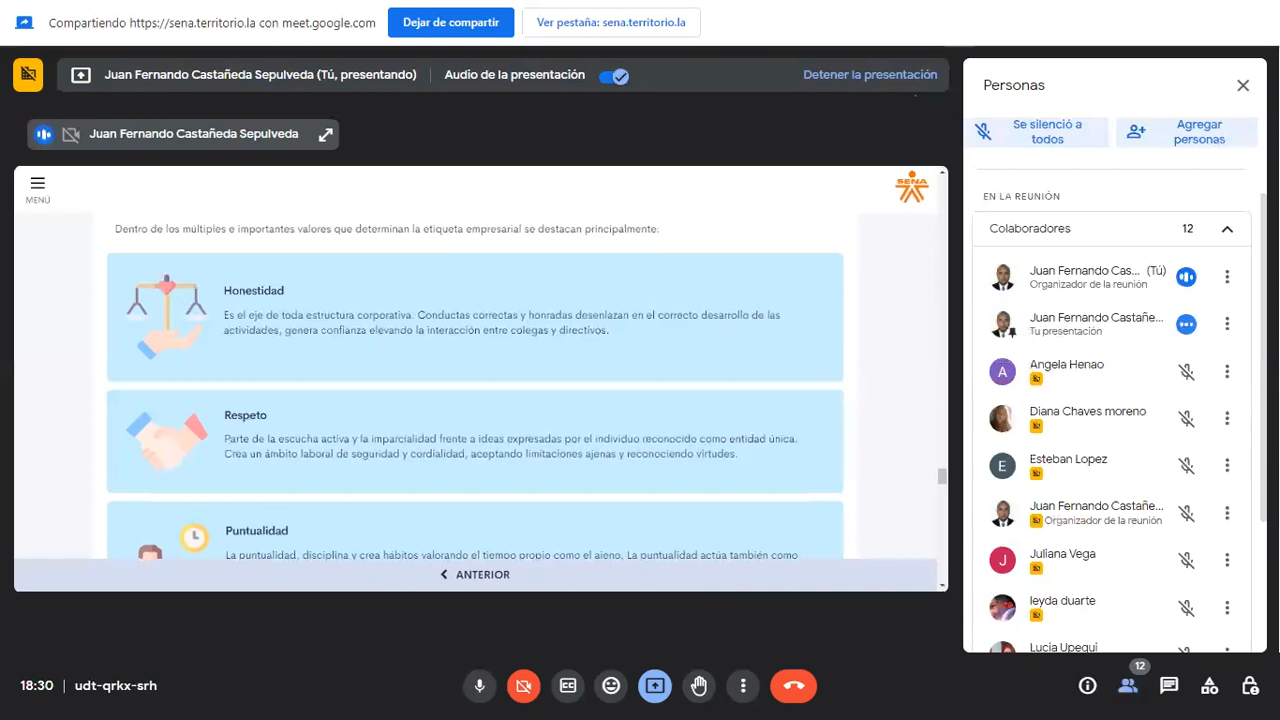 Compartiendo https://sena.territorio.la con meet.google.com
Dejar de compartir
Ver pestaña: sena.territorio.la
Juan Fernando Castañeda Sepulveda (Tú, presentando)
Audio de la presentación
Detener la presentación
Juan Fernando Castañeda Sepulveda
MENÚ
SENA
Dentro de los múltiples e importantes valores que determinan la etiqueta empresarial se destacan principalmente:
Honestidad
Es el eje de toda estructura corporativa. Conductas correctas y honradas desenlazan en el correcto desarrollo de las
actividades, genera confianza elevando la interacción entre colegas y directivos.
Respeto
Parte de la escucha activa y la imparcialidad frente a ideas expresadas por el individuo reconocido como entidad única.
Crea un ámbito laboral de seguridad y cordialidad, aceptando limitaciones ajenas y reconociendo virtudes.
Puntualidad
La puntualidad, disciplina y crea hábitos valorando el tiempo propio como el ajeno. La puntualidad actúa también como
ANTERIOR
Personas
Se silenció a
todos
Agregar
personas
EN LA REUNIÓN
Colaboradores 12
Juan Fernando Cas... (Tú)
Organizador de la reunión
Juan Fernando Castañe...
Tu presentación
A
Angela Henao
Diana Chaves moreno
E
Esteban Lopez
Juan Fernando Castañe...
Organizador de la reunión
J
Juliana Vega
leyda duarte
Lucia Upegui
18:30
udt-qrkx-srh
12